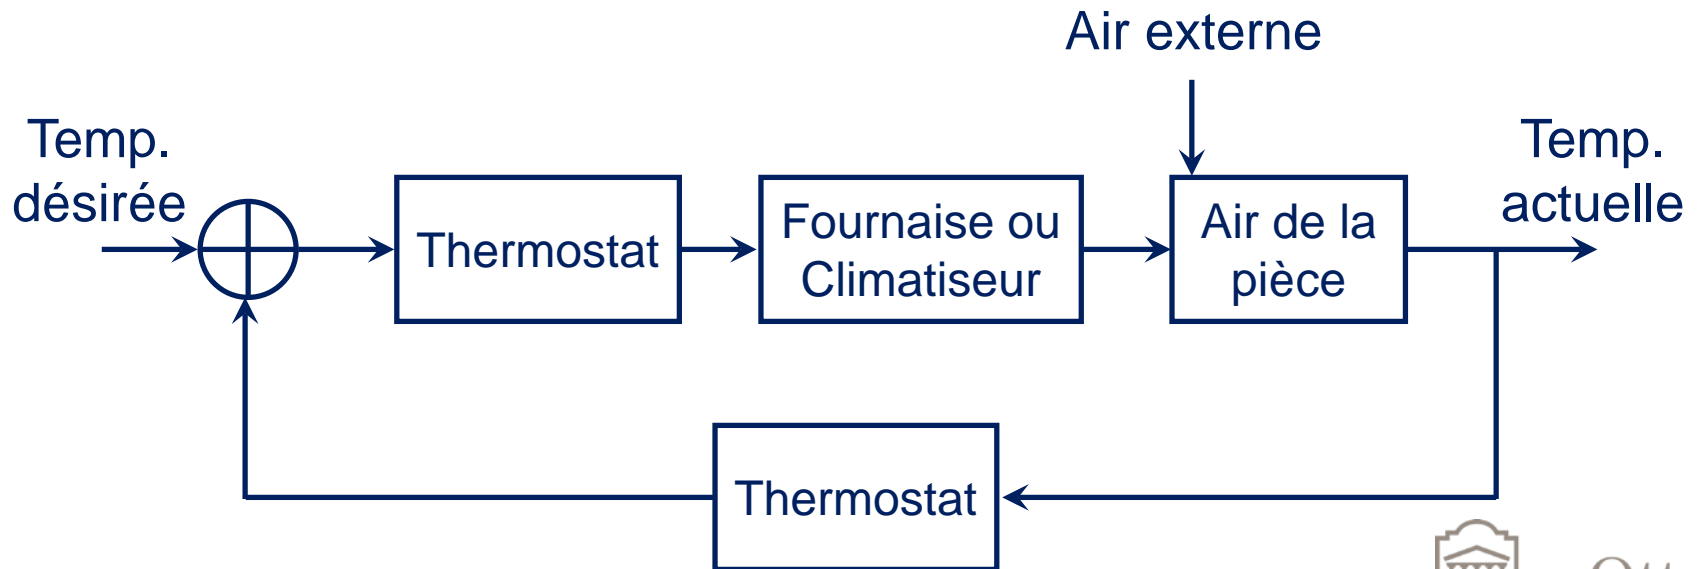 Air externe
Temp.
désirée
Thermostat
Fournaise ou
Climatiseur
Air de la
pièce
Temp.
actuelle
Thermostat